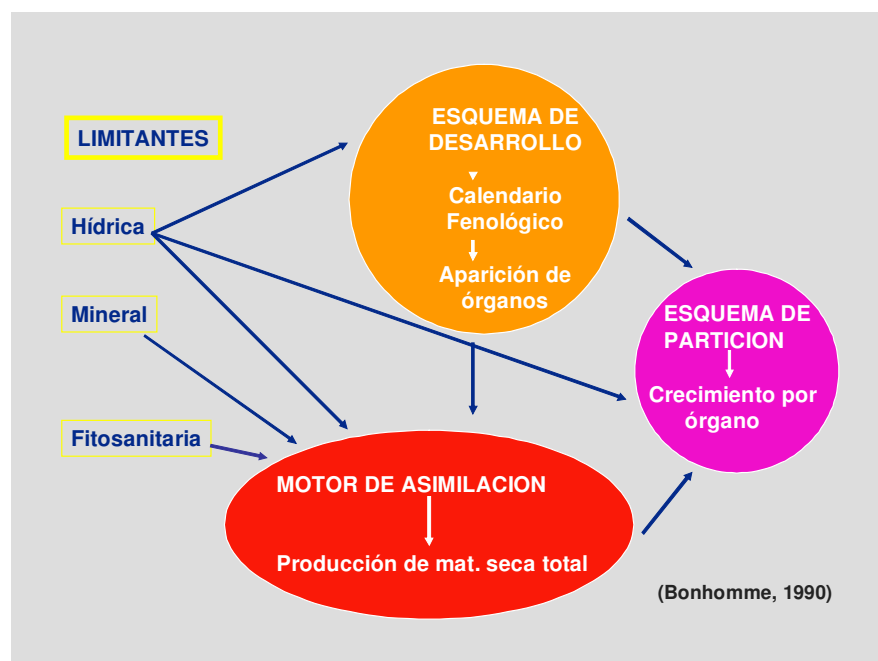 LIMITANTES
Hídrica
Mineral
Fitosanitaria
ESQUEMA DE
DESARROLLO
Calendario
Fenológico
Aparición de
órganos
ESQUEMA DE
PARTICION
Crecimiento por
órgano
MOTOR DE ASIMILACION
Producción de mat. seca total
(Bonhomme, 1990)